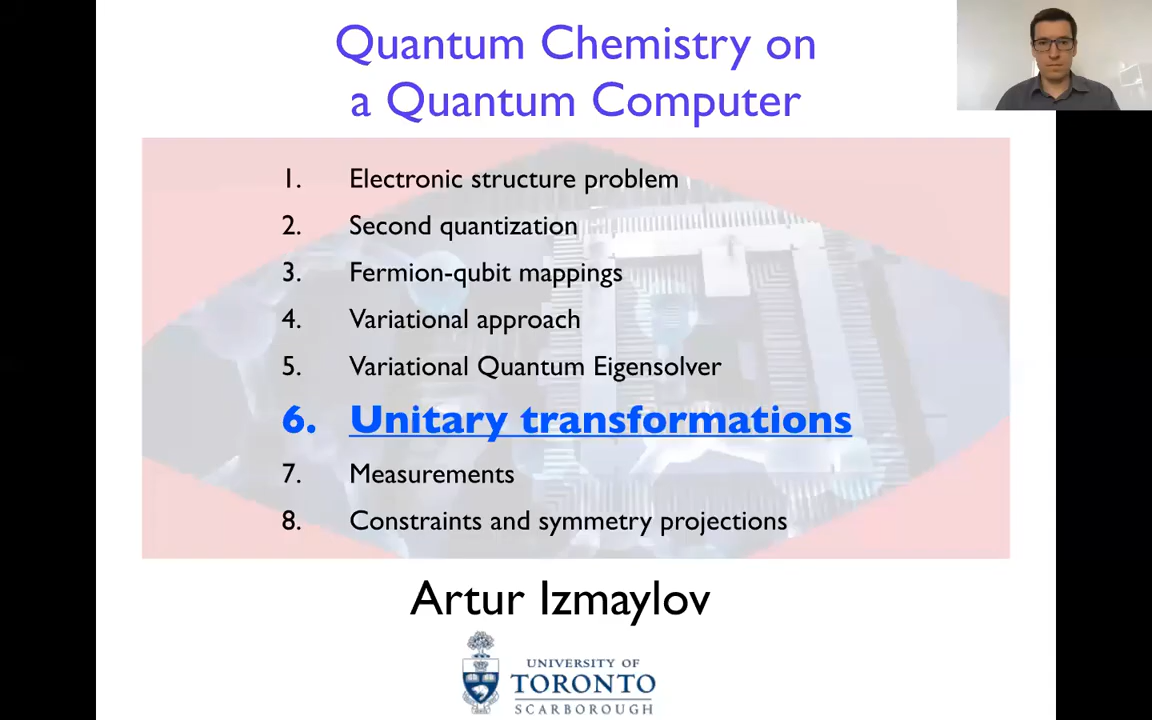 Quantum Chemistry on
a Quantum Computer
1. Electronic structure problem
2. Second quantization
3. Fermion-qubit mappings
4. Variational approach
5. Variational Quantum Eigensolver
6. Unitary transformations
7. Measurements
8. Constraints and symmetry projections
Artur Izmaylov
UNIVERSITY OF
TORONTO
SCARBOROUGH